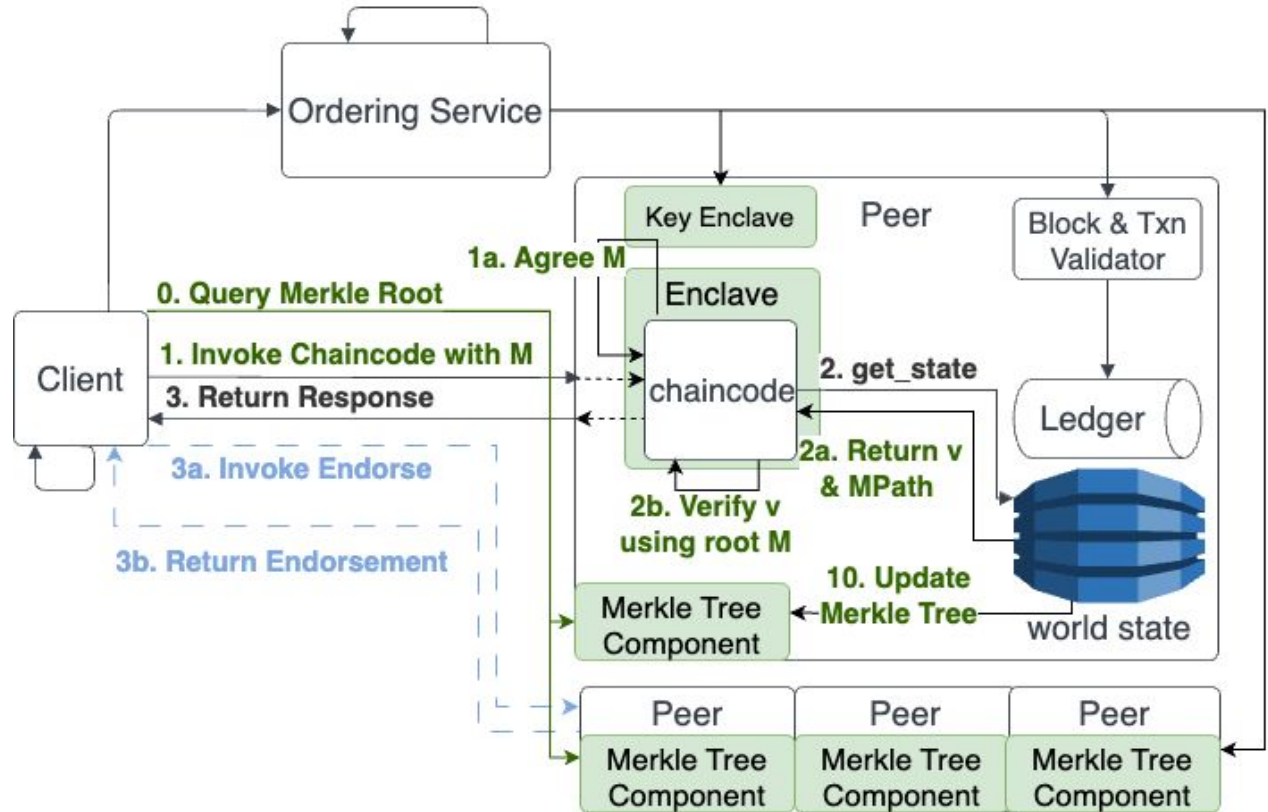 Ordering Service
Key Enclave
Peer
Block & Txn
Validator
1a. Agree M
0. Query Merkle Root
Enclave
Client
1. Invoke Chaincode with M
chaincode
2. get_state
3. Return Response
Ledger
3a. Invoke Endorse
2a. Return v
& MPath
2b. Verify v
using root M
3b. Return Endorsement
10. Update
Merkle Tree
Merkle Tree
Component
world state
Peer
Peer
Peer
Merkle Tree
Component
Merkle Tree
Component
Merkle Tree
Component